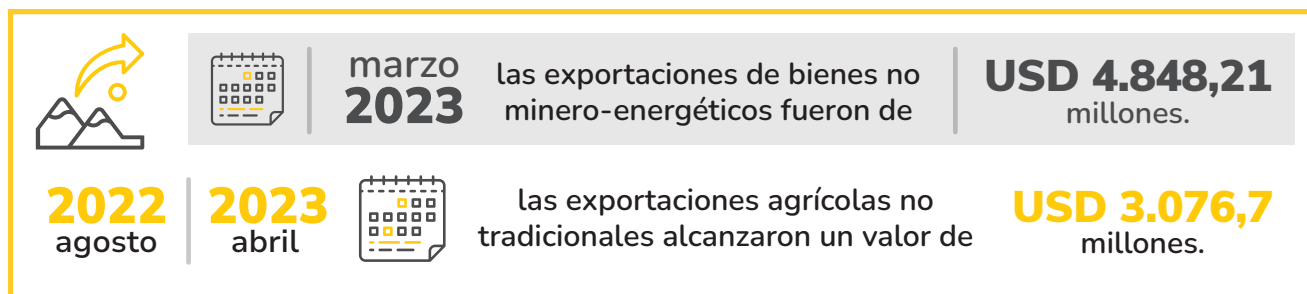 marzo
2023
las exportaciones de bienes no
minero-energéticos fueron de
USD 4.848,21
millones.
2022
agosto
2023
abril
las exportaciones agrícolas no
tradicionales alcanzaron un valor de
USD 3.076,7
millones.